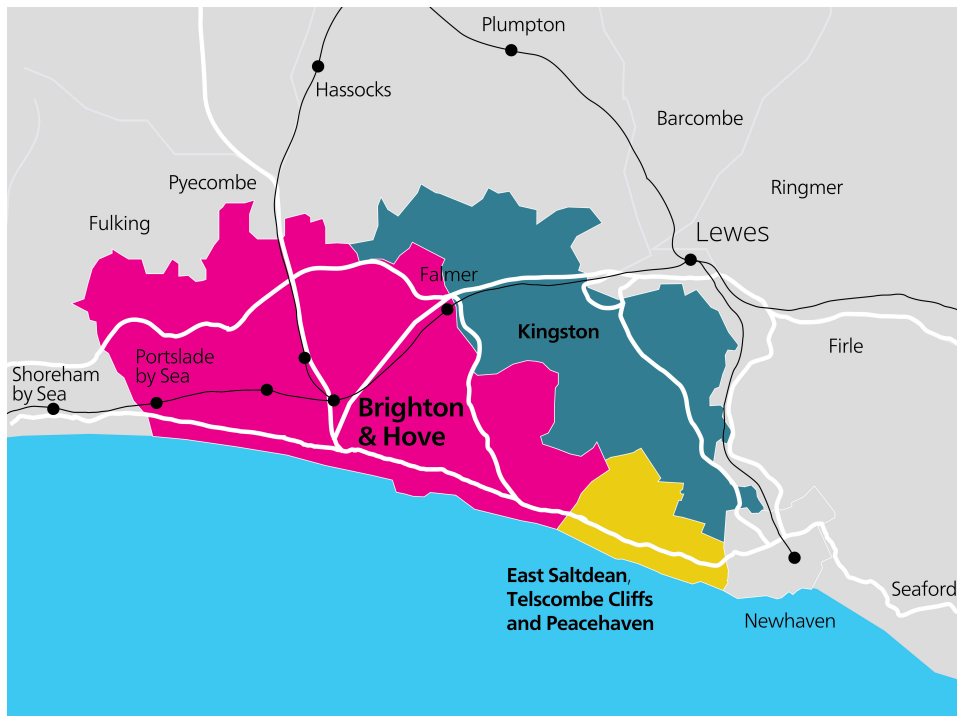 Plumpton
Hassocks
Barcombe
Pyecombe
Ringmer
Fulking
Lewes
Falmer
Kingston
Firle
Portslade
by Sea
Shoreham
by Sea
Brighton
& Hove
East Saltdean,
Telscombe Cliffs
and Peacehaven
Seaford
Newhaven